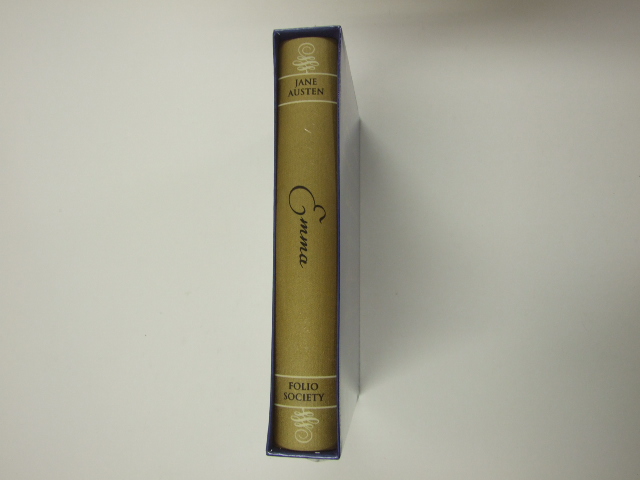 JANE
AUSTEN
Emma
FOLIO
SOCIETY